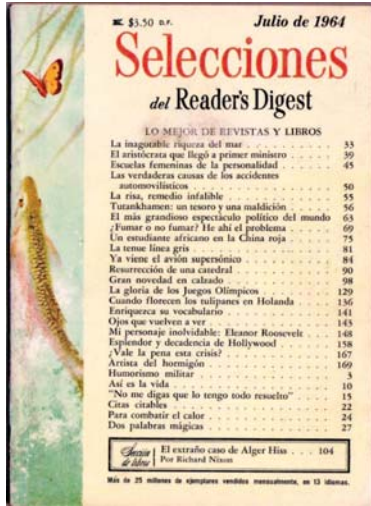 $3.50 D.F. Julio de 1964
Selecciones
del Reader's Digest
LO MEJOR DE REVISTAS Y LIBROS
La inagotable riqueza del mar . . . . . . . . . 33
El aristócrata que llegó a primer ministro . . . 39
Escuelas femeninas de la personalidad . . . . . 45
Las verdaderas causas de los accidentes
automovilísticos . . . . . . . . . . . . 50
La risa, remedio infalible . . . . . . . . . . 55
Tutankhamen: un tesoro y una maldición . . . . 56
El más grandioso espectáculo político del mundo 63
¿Fumar o no fumar? He ahí el problema . . . . 69
Un estudiante africano en la China roja . . . . 75
La tenue línea gris . . . . . . . . . . . . . 81
Ya viene el avión supersónico . . . . . . . . 84
Resurrección de una catedral . . . . . . . . . 90
Gran novedad en calzado . . . . . . . . . . . 98
La gloria de los Juegos Olímpicos . . . . . . . 129
Cuando florecen los tulipanes en Holanda . . . 136
Enriquezca su vocabulario . . . . . . . . . . 141
Ojos que vuelven a ver . . . . . . . . . . . . 143
Mi personaje inolvidable: Eleanor Roosevelt . . . 148
Esplendor y decadencia de Hollywood . . . . . 158
¿Vale la pena esta crisis? . . . . . . . . . . 167
Artista del hormigón . . . . . . . . . . . . . 169
Humorismo militar . . . . . . . . . . . . . . 3
Así es la vida . . . . . . . . . . . . . . . . 10
"No me digas que lo tengo todo resuelto" . . . . 15
Citas citables . . . . . . . . . . . . . . . . 22
Para combatir el calor . . . . . . . . . . . . 24
Dos palabras mágicas . . . . . . . . . . . . . 27
Sección de libros
El extraño caso de Alger Hiss . . . 104
Por Richard Nixon
Más de 25 millones de ejemplares vendidos mensualmente, en 13 idiomas.